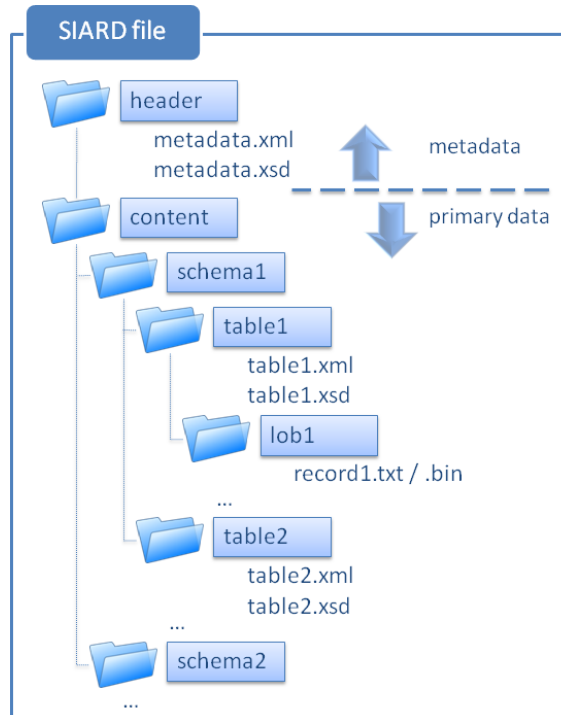 SIARD file
header
metadata.xml
metadata.xsd
metadata
primary data
content
schema1
table1
table1.xml
table1.xsd
lob1
record1.txt / .bin
...
table2
table2.xml
table2.xsd
...
schema2
...